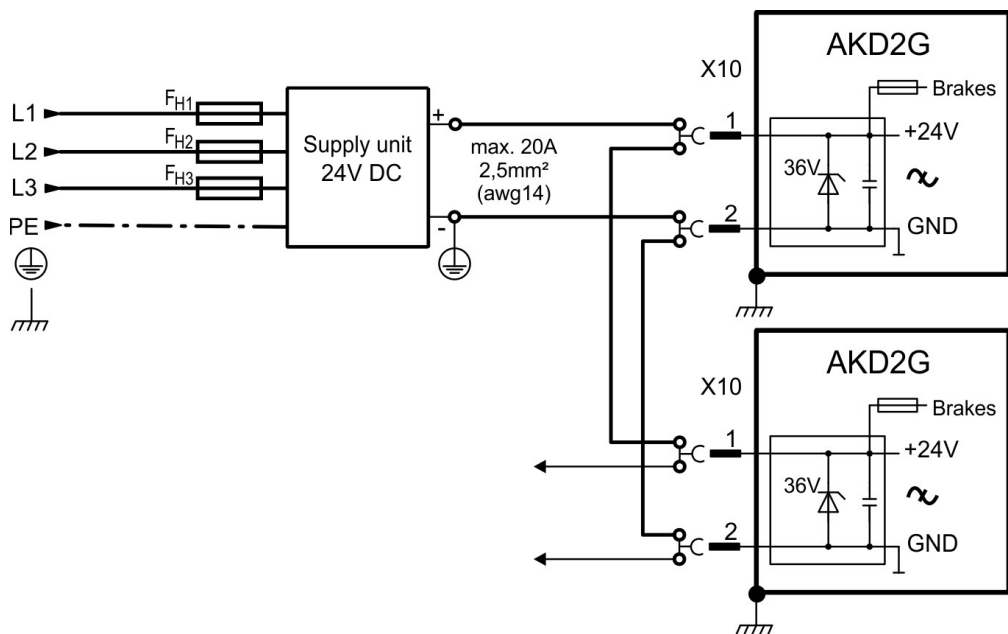 L1
L2
L3
PE
FH1
FH2
FH3
Supply unit
24V DC
+
-
max. 20A
2,5mm²
(awg14)
X10
1
2
AKD2G
Brakes
+24V
36V
GND
X10
1
2
AKD2G
Brakes
+24V
36V
GND